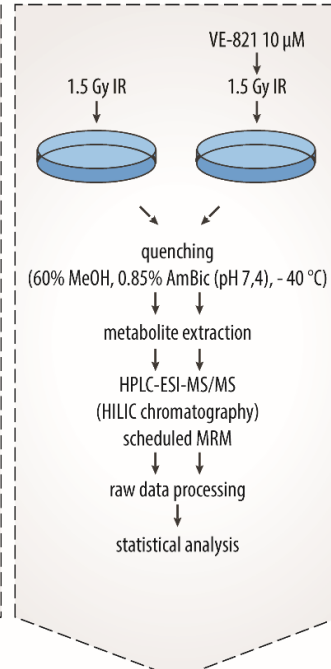 VE-821 10 µM
1.5 Gy IR
1.5 Gy IR
quenching
(60% MeOH, 0.85% AmBic (pH 7,4), - 40 °C)
metabolite extraction
HPLC-ESI-MS/MS
(HILIC chromatography)
scheduled MRM
raw data processing
statistical analysis